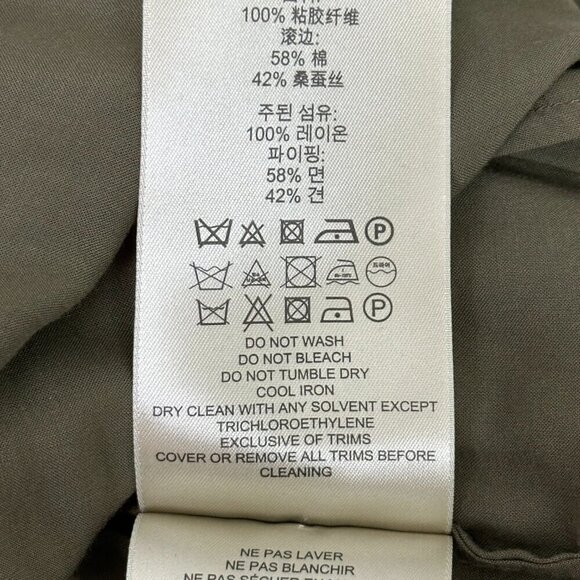 100% 粘胶纤维
滚边:
58% 棉
42% 桑蚕丝
주된 섬유:
100% 레이온
파이핑:
58% 면
42% 견
P
P
DO NOT WASH
DO NOT BLEACH
DO NOT TUMBLE DRY
COOL IRON
DRY CLEAN WITH ANY SOLVENT EXCEPT
TRICHLOROETHYLENE
EXCLUSIVE OF TRIMS
COVER OR REMOVE ALL TRIMS BEFORE
CLEANING
NE PAS LAVER
NE PAS BLANCHIR
NE PAS SÉCHER